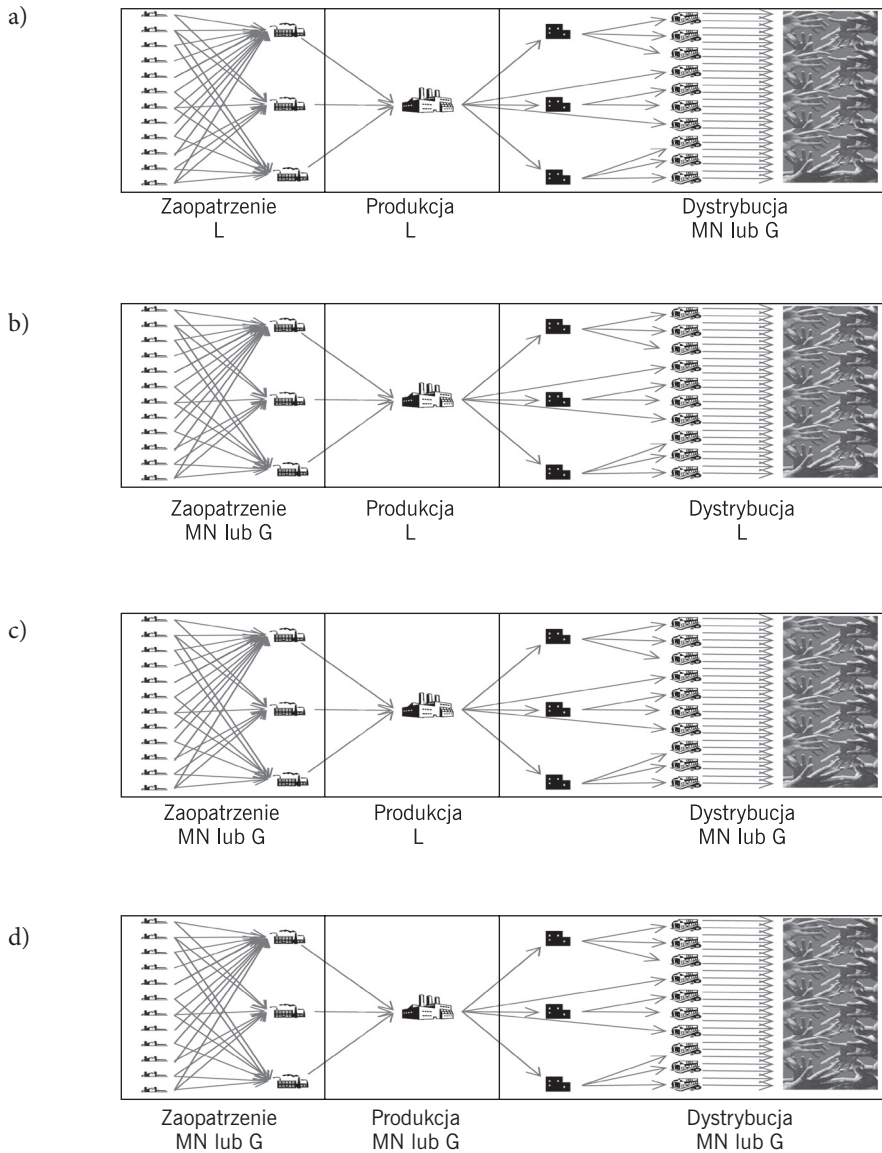 a)
Zaopatrzenie Produkcja Dystrybucja
L L MN lub G
b)
Zaopatrzenie Produkcja Dystrybucja
MN lub G L L
c)
Zaopatrzenie Produkcja Dystrybucja
MN lub G L MN lub G
d)
Zaopatrzenie Produkcja Dystrybucja
MN lub G MN lub G MN lub G